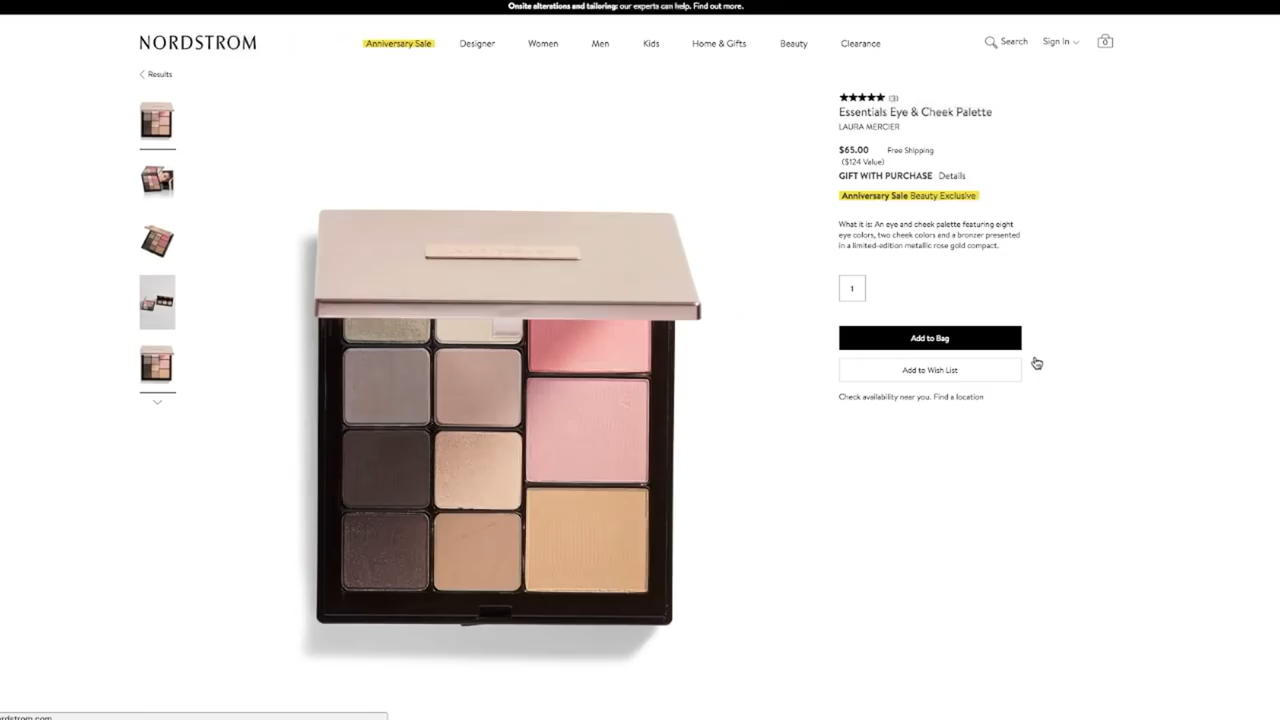 Onsite alterations and tailoring: our experts can help. Find out more.
NORDSTROM
Anniversary Sale Designer Women Men Kids Home & Gifts Beauty Clearance
Search Sign In 0
Results
(3)
Essentials Eye & Cheek Palette
LAURA MERCIER
$65.00 Free Shipping
($124 Value)
GIFT WITH PURCHASE Details
Anniversary Sale Beauty Exclusive
What it is: An eye and cheek palette featuring eight
eye colors, two cheek colors and a bronzer presented
in a limited-edition metallic rose gold compact.
1
Add to Bag
Add to Wish List
Check availability near you. Find a location